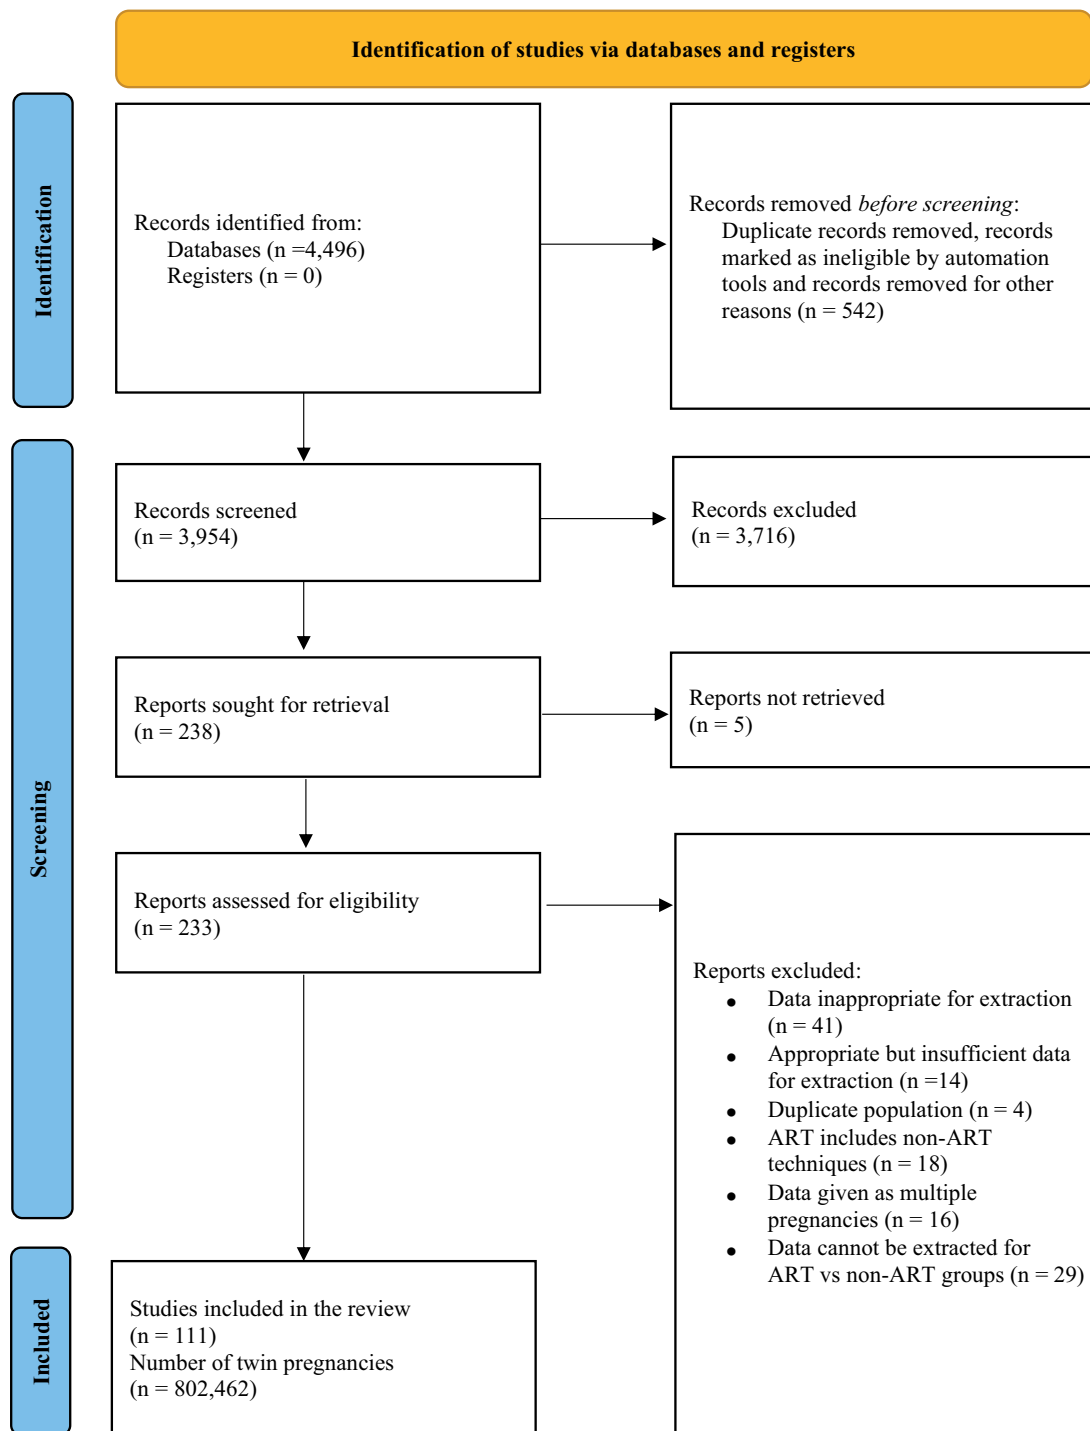 Identification of studies via databases and registers
Identification
Records identified from:
Databases (n =4,496)
Registers (n = 0)
Records removed before screening:
Duplicate records removed, records
marked as ineligible by automation
tools and records removed for other
reasons (n = 542)
Screening
Records screened
(n = 3,954)
Records excluded
(n = 3,716)
Reports sought for retrieval
(n = 238)
Reports not retrieved
(n = 5)
Reports assessed for eligibility
(n = 233)
Reports excluded:
● Data inappropriate for extraction
(n = 41)
● Appropriate but insufficient data
for extraction (n =14)
● Duplicate population (n = 4)
● ART includes non-ART
techniques (n = 18)
● Data given as multiple
pregnancies (n = 16)
● Data cannot be extracted for
ART vs non-ART groups (n = 29)
Included
Studies included in the review
(n = 111)
Number of twin pregnancies
(n = 802,462)